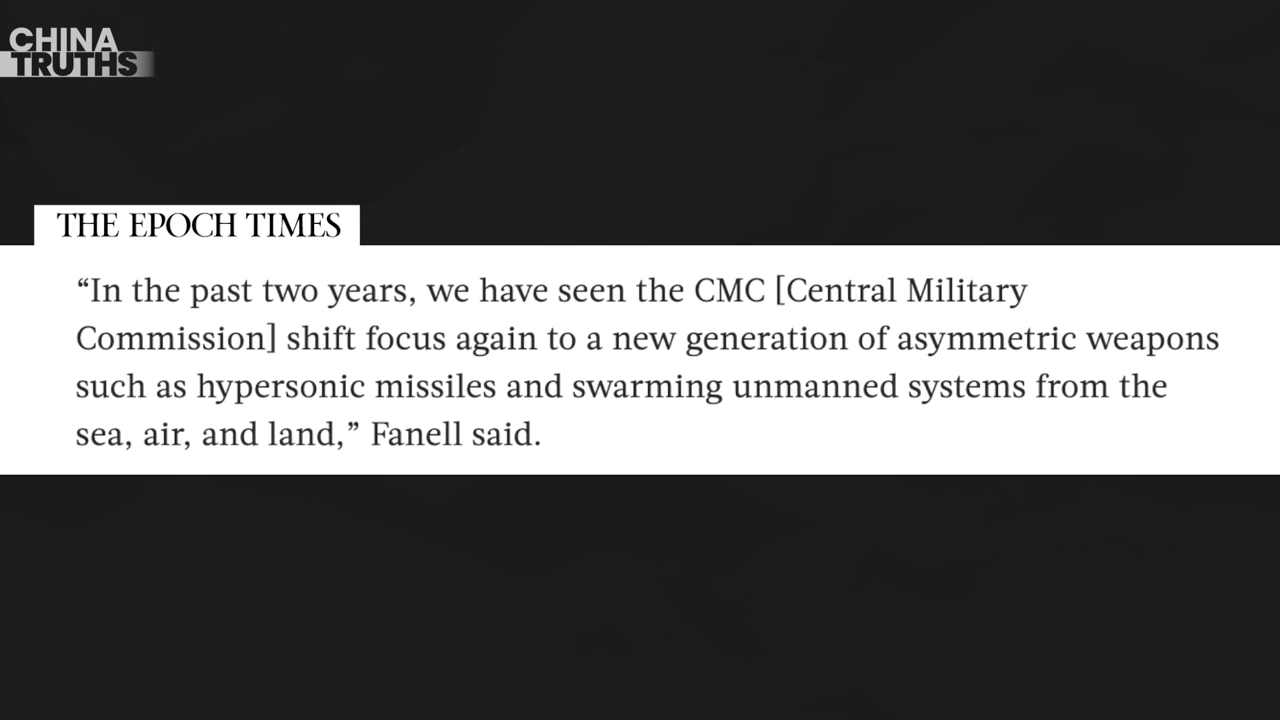 CHINA
TRUTHS
THE EPOCH TIMES
“In the past two years, we have seen the CMC [Central Military
Commission] shift focus again to a new generation of asymmetric weapons
such as hypersonic missiles and swarming unmanned systems from the
sea, air, and land,” Fanell said.